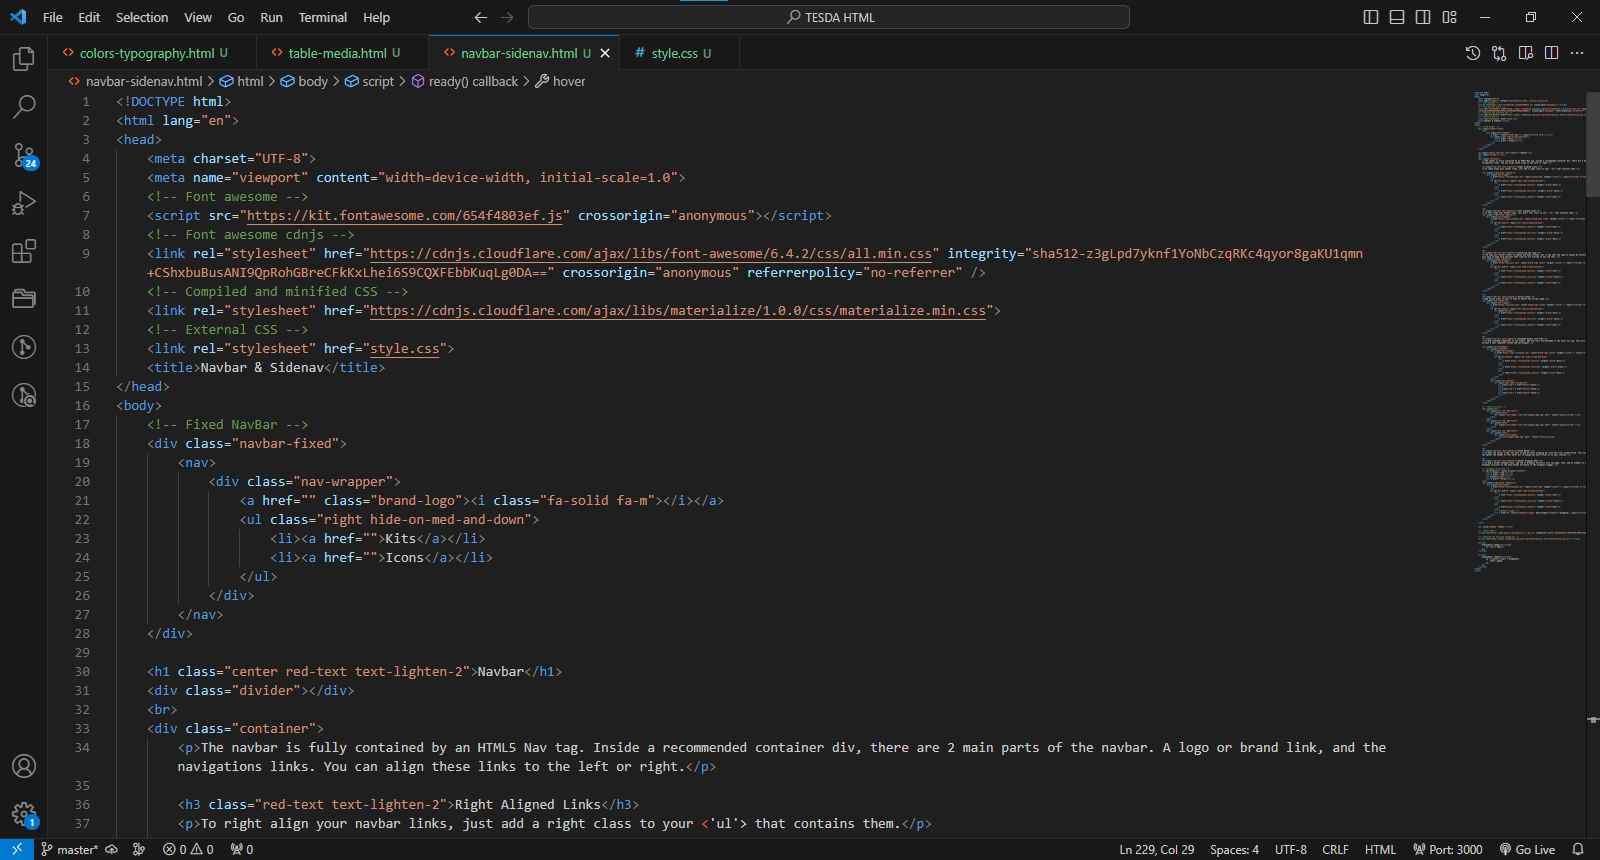 File Edit Selection View Go Run Terminal Help
TESDA HTML
colors-typography.html U
table-media.html U
navbar-sidenav.html U
# style.css U
navbar-sidenav.html > html > body > script > ready() callback > hover
1 <!DOCTYPE html>
2 <html lang="en">
3 <head>
4 <meta charset="UTF-8">
5 <meta name="viewport" content="width=device-width, initial-scale=1.0">
6 <!-- Font awesome -->
7 <script src="https://kit.fontawesome.com/654f4803ef.js" crossorigin="anonymous"></script>
8 <!-- Font awesome cdnjs -->
9 <link rel="stylesheet" href="https://cdnjs.cloudflare.com/ajax/libs/font-awesome/6.4.2/css/all.min.css" integrity="sha512-z3gLpd7yknf1YoNbCzqRKc4qyor8gaKU1qmn
+CShxbuBusANI9QpRohGBreCFkKxLhei6S9CQXFEbbKuqLg0DA==" crossorigin="anonymous" referrerpolicy="no-referrer" />
10 <!-- Compiled and minified CSS -->
11 <link rel="stylesheet" href="https://cdnjs.cloudflare.com/ajax/libs/materialize/1.0.0/css/materialize.min.css">
12 <!-- External CSS -->
13 <link rel="stylesheet" href="style.css">
14 <title>Navbar & Sidenav</title>
15 </head>
16 <body>
17 <!-- Fixed NavBar -->
18 <div class="navbar-fixed">
19 <nav>
20 <div class="nav-wrapper">
21 <a href="" class="brand-logo"><i class="fa-solid fa-m"></i></a>
22 <ul class="right hide-on-med-and-down">
23 <li><a href="">Kits</a></li>
24 <li><a href="">Icons</a></li>
25 </ul>
26 </div>
27 </nav>
28 </div>
29
30 <h1 class="center red-text text-lighten-2">Navbar</h1>
31 <div class="divider"></div>
32 <br>
33 <div class="container">
34 <p>The navbar is fully contained by an HTML5 Nav tag. Inside a recommended container div, there are 2 main parts of the navbar. A logo or brand link, and the
navigations links. You can align these links to the left or right.</p>
35
36 <h3 class="red-text text-lighten-2">Right Aligned Links</h3>
37 <p>To right align your navbar links, just add a right class to your <'ul'> that contains them.</p>
24
1
master* 0 0 0 Ln 229, Col 29 Spaces: 4 UTF-8 CRLF HTML Port: 3000 Go Live